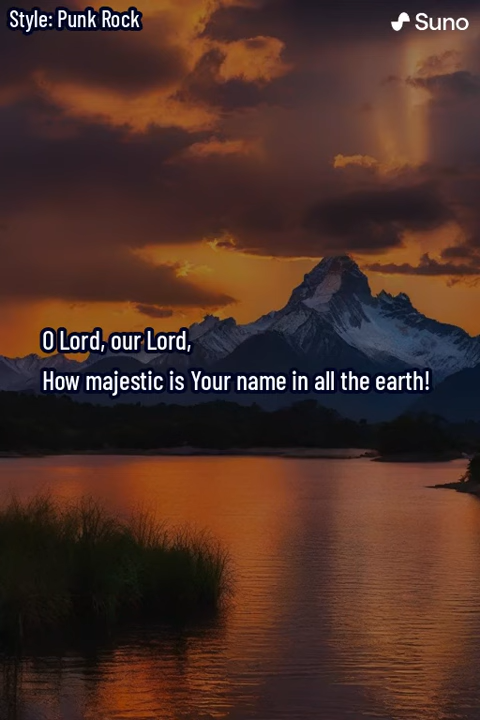 Style: Punk Rock
Suno
O Lord, our Lord,
How majestic is Your name in all the earth!